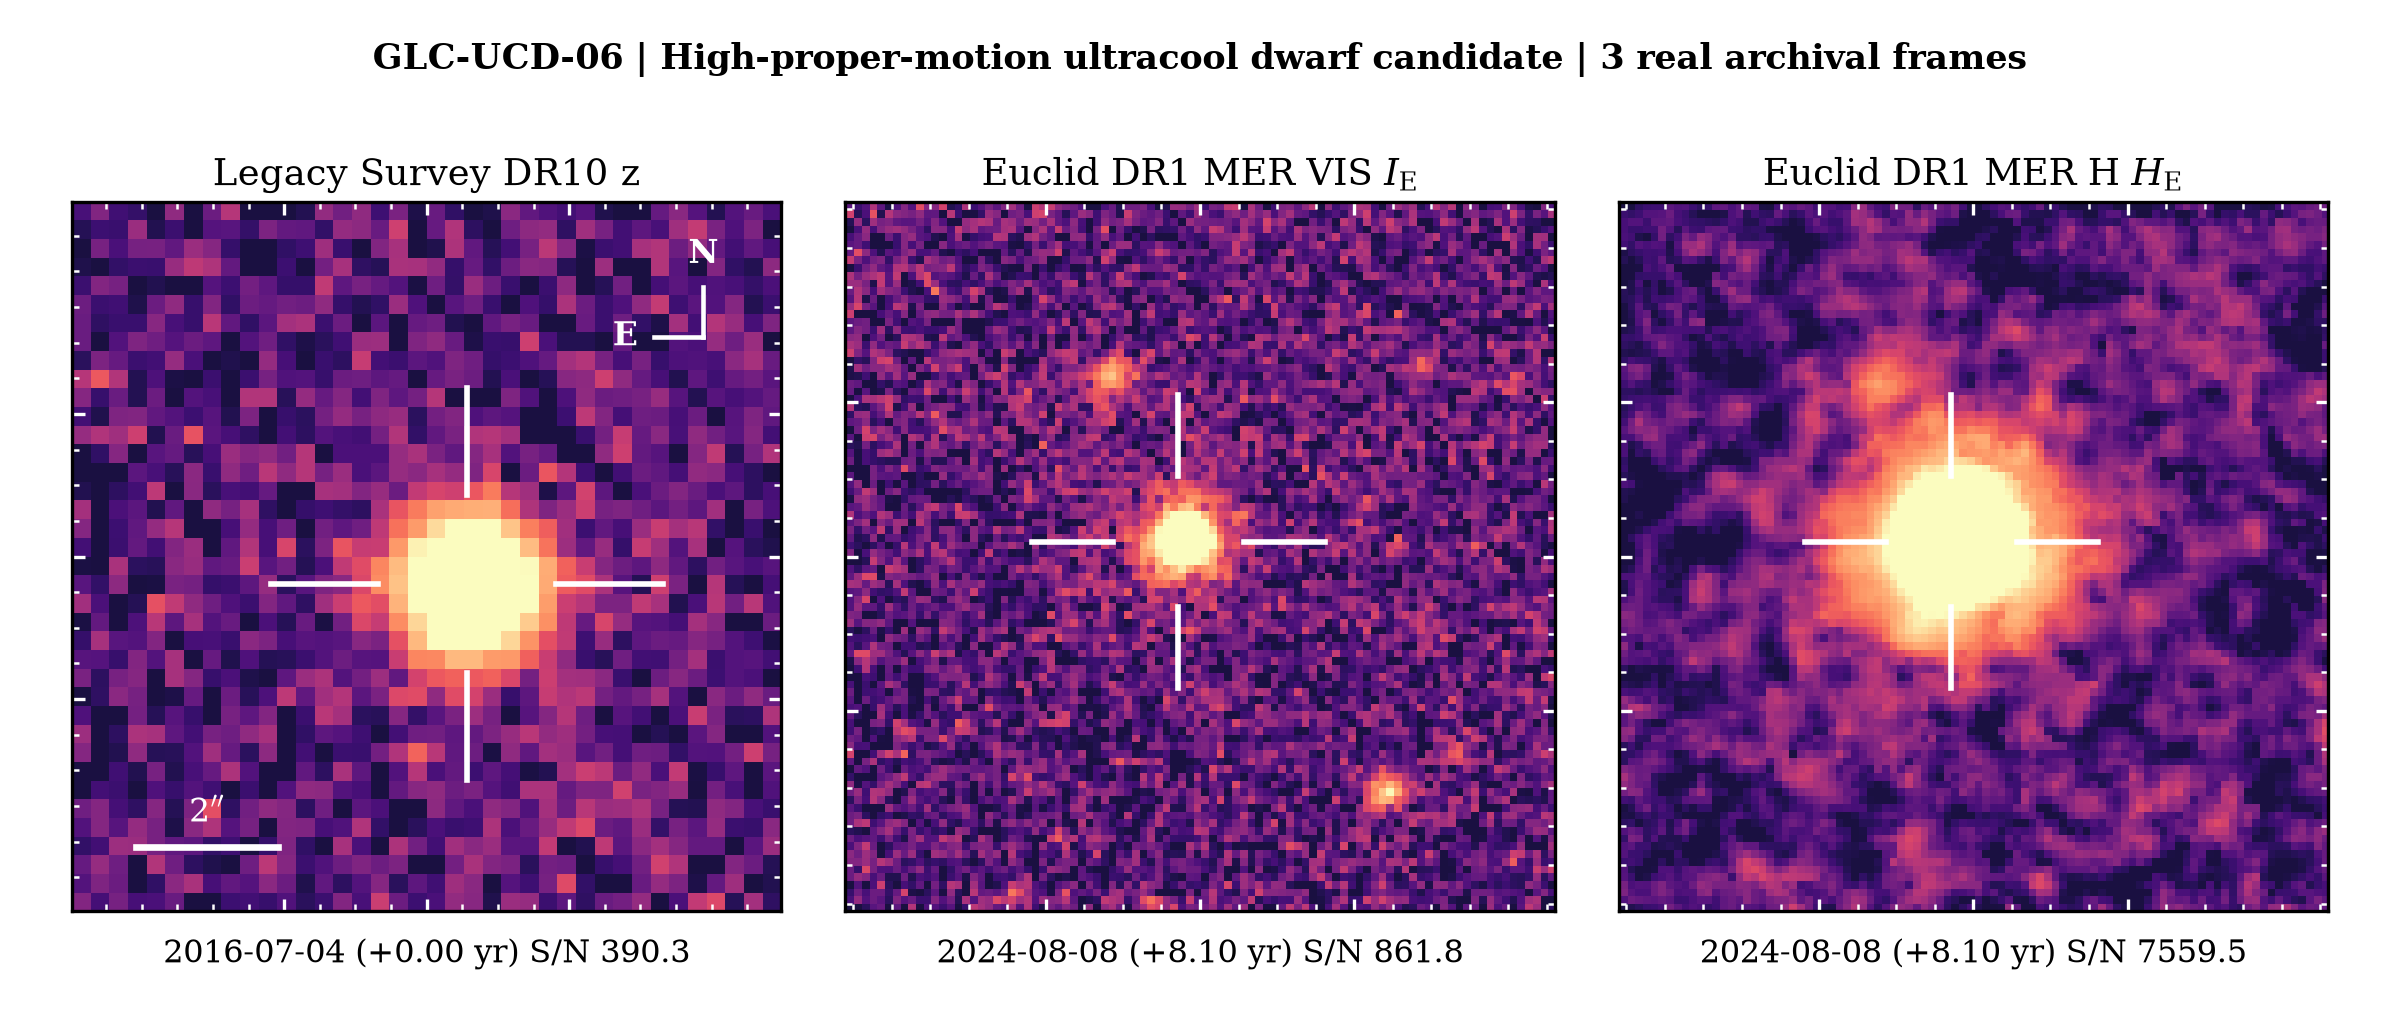 GLC-UCD-06 | High-proper-motion ultracool dwarf candidate | 3 real archival frames
Legacy Survey DR10 z
Euclid DR1 MER VIS I_E
Euclid DR1 MER H H_E
N
E
2″
2016-07-04 (+0.00 yr) S/N 390.3
2024-08-08 (+8.10 yr) S/N 861.8
2024-08-08 (+8.10 yr) S/N 7559.5